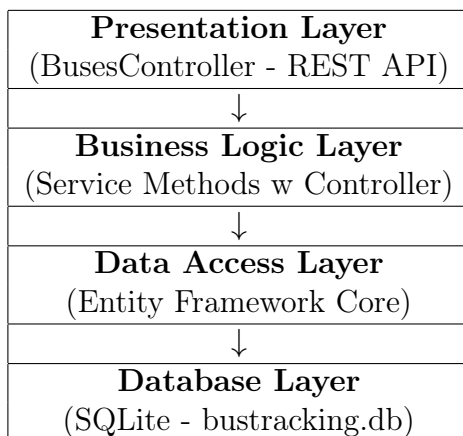 Presentation Layer
(BusesController - REST API)
↓
Business Logic Layer
(Service Methods w Controller)
↓
Data Access Layer
(Entity Framework Core)
↓
Database Layer
(SQLite - bustracking.db)